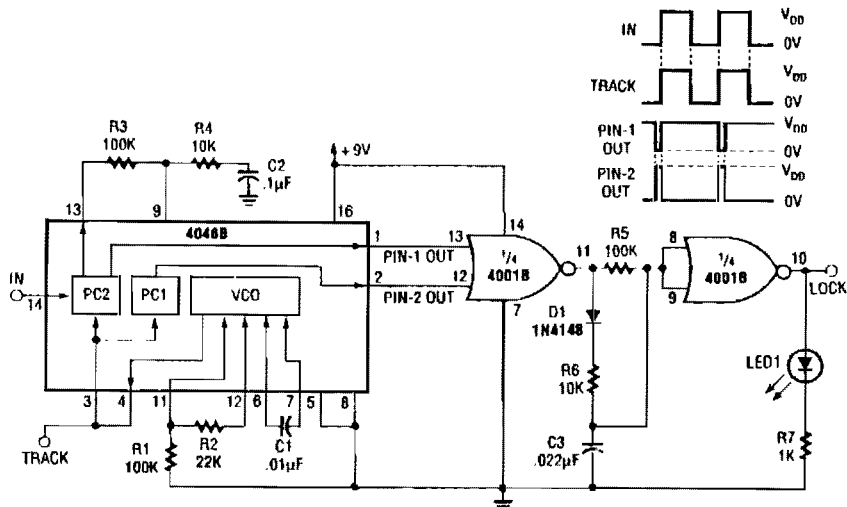 IN
V_DD
0V
TRACK
V_DD
0V
PIN-1 OUT
V_DD
0V
PIN-2 OUT
V_DD
0V
R3
100K
R4
10K
C2
.1µF
+9V
13
9
16
4046B
1
PIN-1 OUT
2
PIN-2 OUT
IN
14
PC2
PC1
VCO
3
4
11
12
6
7
5
8
TRACK
R1
100K
R2
22K
C1
.01µF
13
12
14
1/4
4001B
7
11
R5
100K
D1
1N4148
R6
10K
C3
.022µF
8
9
1/4
4001B
10
LOCK
LED1
R7
1K